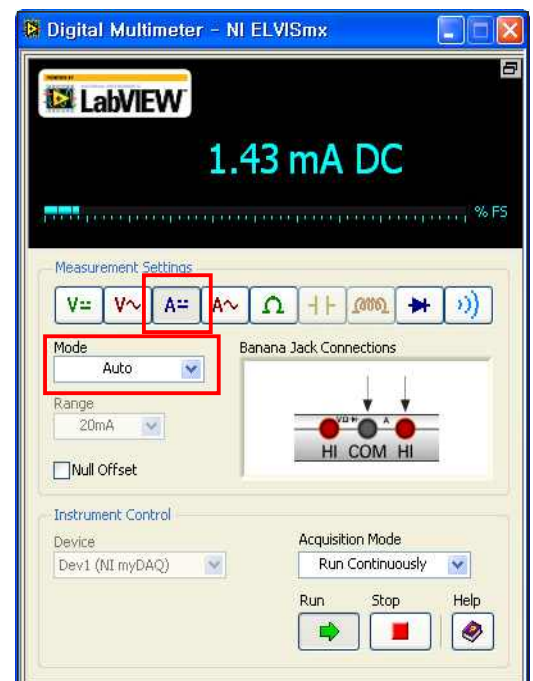 Digital Multimeter - NI ELVISmx
LabVIEW
1.43 mA DC
% FS
Measurement Settings
V V A A Ω
Mode
Auto
Banana Jack Connections
Range
20mA
VΩ A
HI COM HI
Null Offset
Instrument Control
Device
Acquisition Mode
Dev1 (NI myDAQ)
Run Continuously
Run Stop Help